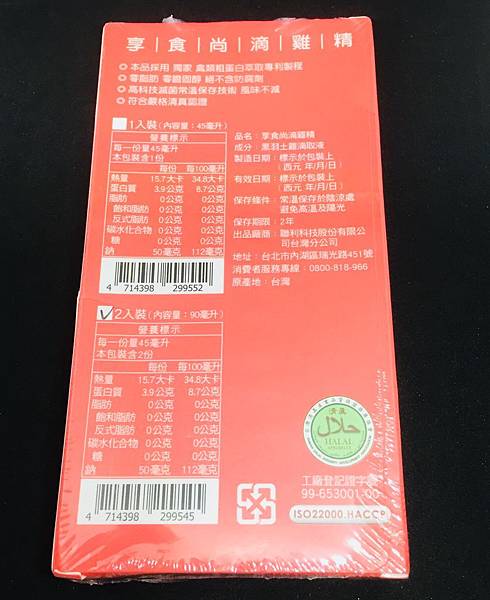 享食尚滴雞精
本品採用 獨家 禽類粗蛋白萃取專利製程
零脂肪 零膽固醇 絕不含防腐劑
高科技滅菌常溫保存技術 風味不減
符合嚴格清真認證
1入裝(內容量：45毫升)
營養標示
每一份量45毫升
本包裝含1份
每份 每100毫升
熱量 15.7大卡 34.8大卡
蛋白質 3.9公克 8.7公克
脂肪 0公克 0公克
飽和脂肪 0公克 0公克
反式脂肪 0公克 0公克
碳水化合物 0公克 0公克
糖 0公克 0公克
鈉 50毫克 112毫克
4 714398 299552
2入裝(內容量：90毫升)
營養標示
每一份量45毫升
本包裝含2份
每份 每100毫升
熱量 15.7大卡 34.8大卡
蛋白質 3.9公克 8.7公克
脂肪 0公克 0公克
飽和脂肪 0公克 0公克
反式脂肪 0公克 0公克
碳水化合物 0公克 0公克
糖 0公克 0公克
鈉 50毫克 112毫克
4 714398 299545
品名：享食尚滴雞精
成分：黑羽土雞滴取液
製造日期：標示於包裝上
(西元 年/月/日)
有效日期：標示於包裝上
(西元 年/月/日)
保存條件：常溫保存於陰涼處
避免高溫及陽光
保存期限：2年
出品廠商：聯利科技股份有限公
司台灣分公司
地址：台北市內湖區瑞光路451號
消費者服務專線：0800-818-966
原產地：台灣
清真
حلال
HALAL
工廠登記證字號
99-653001-00
ISO22000.HACCP